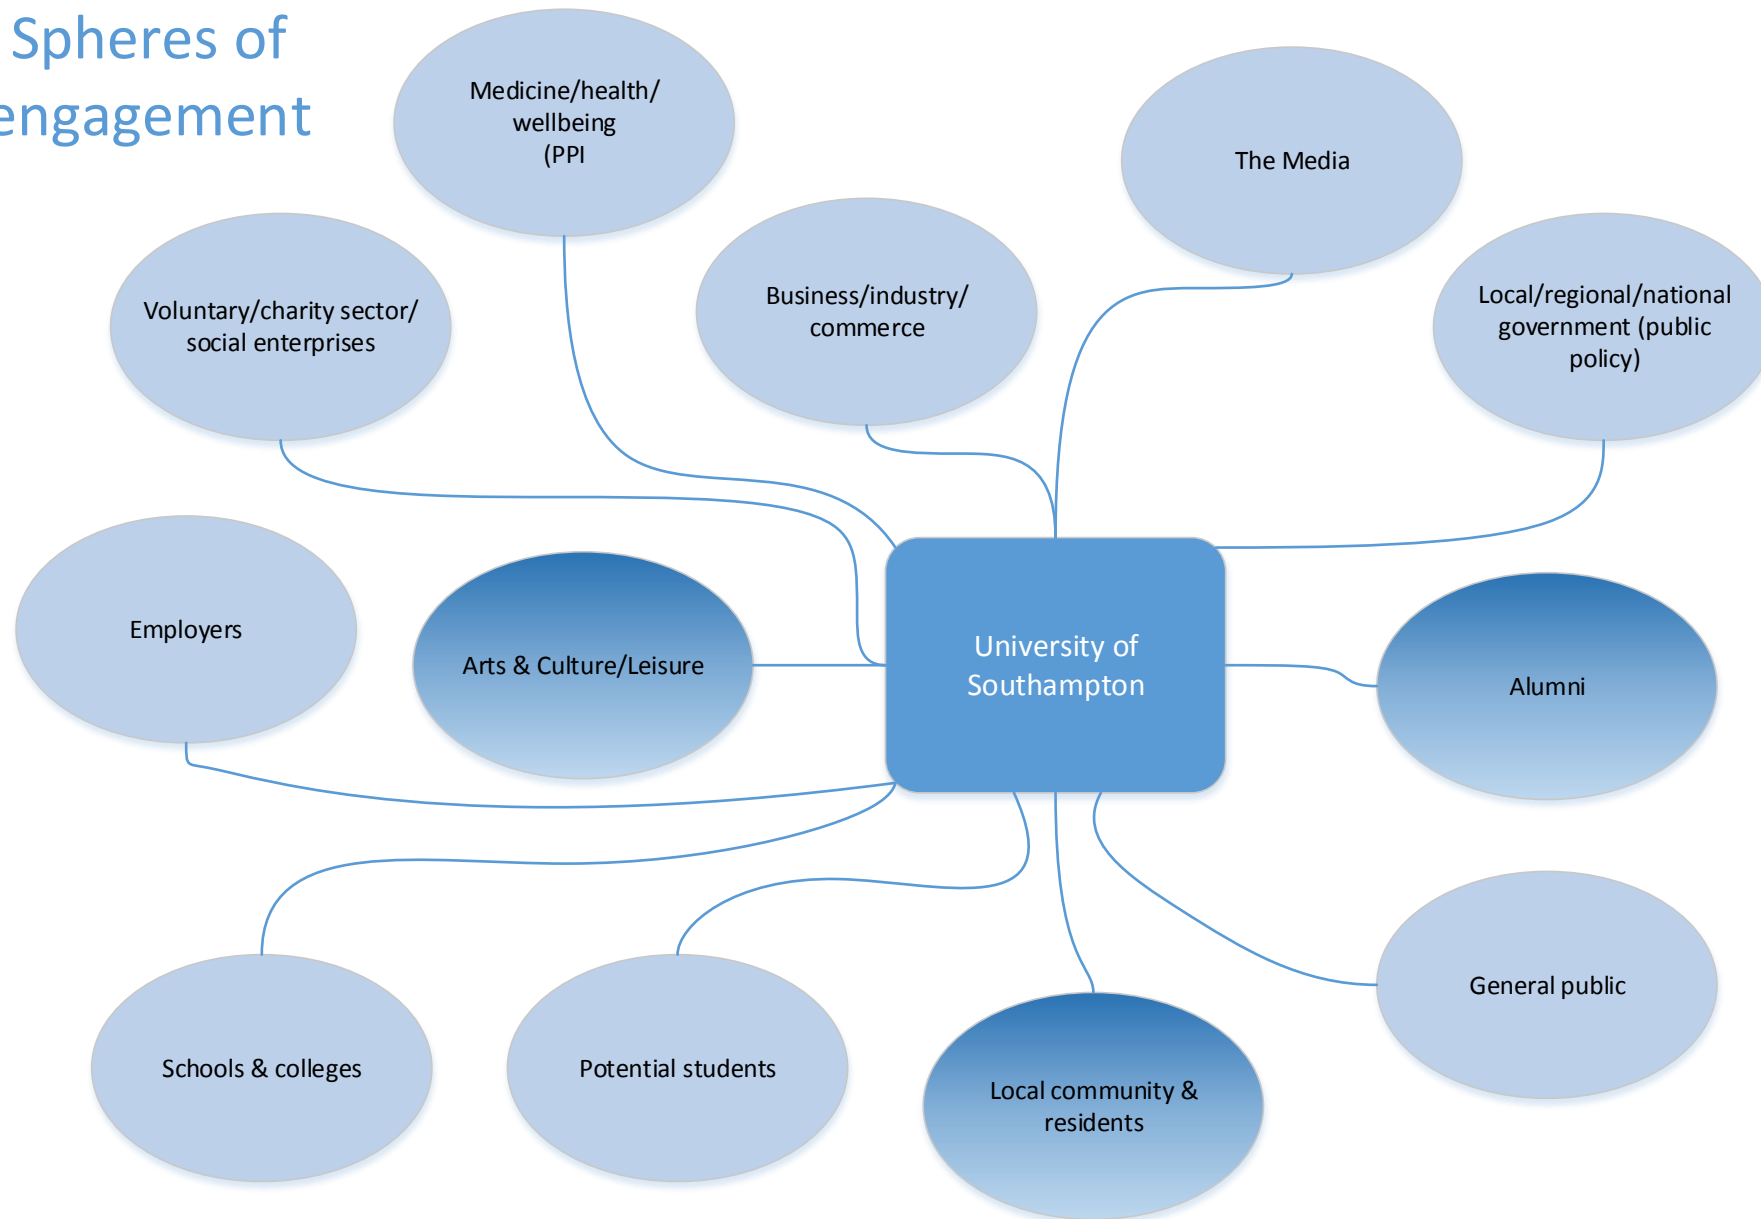 Spheres of
engagement
Medicine/health/
wellbeing
(PPI
The Media
Business/industry/
commerce
Local/regional/national
government (public
policy)
Voluntary/charity sector/
social enterprises
Employers
Arts & Culture/Leisure
University of
Southampton
Alumni
General public
Schools & colleges
Potential students
Local community &
residents